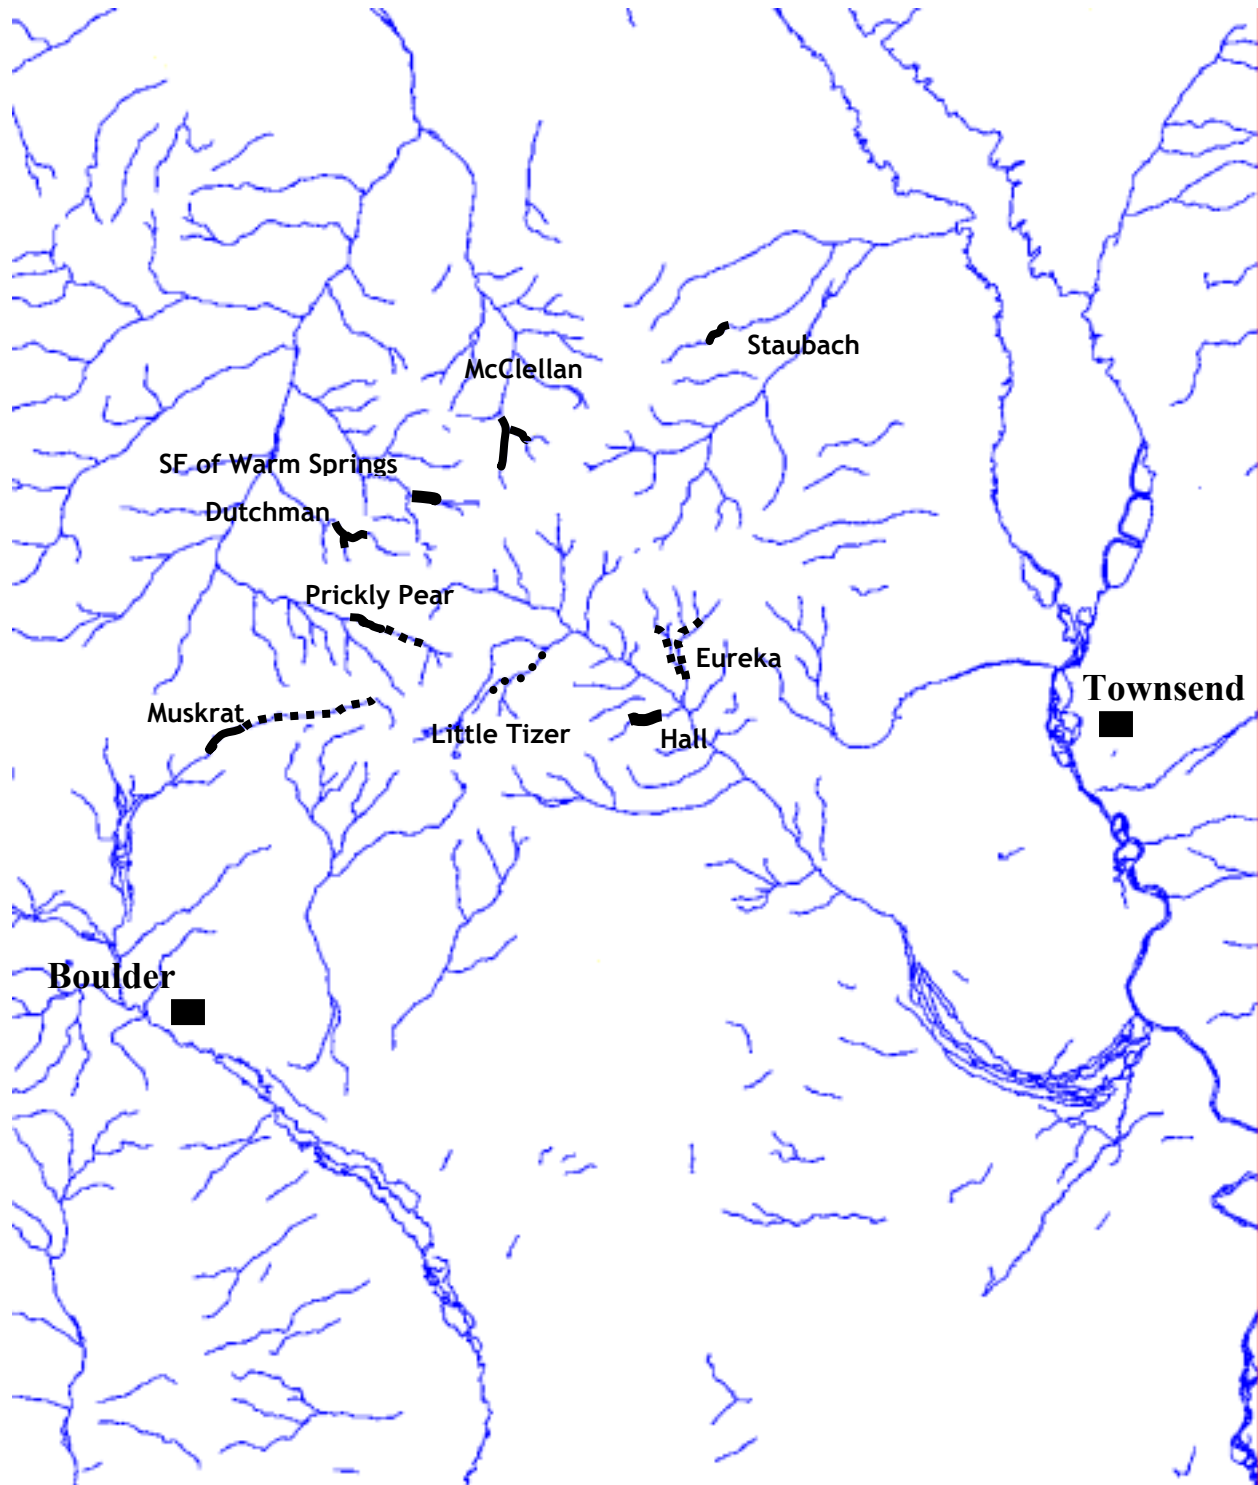 Staubach
McClellan
SF of Warm Springs
Dutchman
Prickly Pear
Eureka
Townsend
Muskrat
Little Tizer
Hall
Boulder